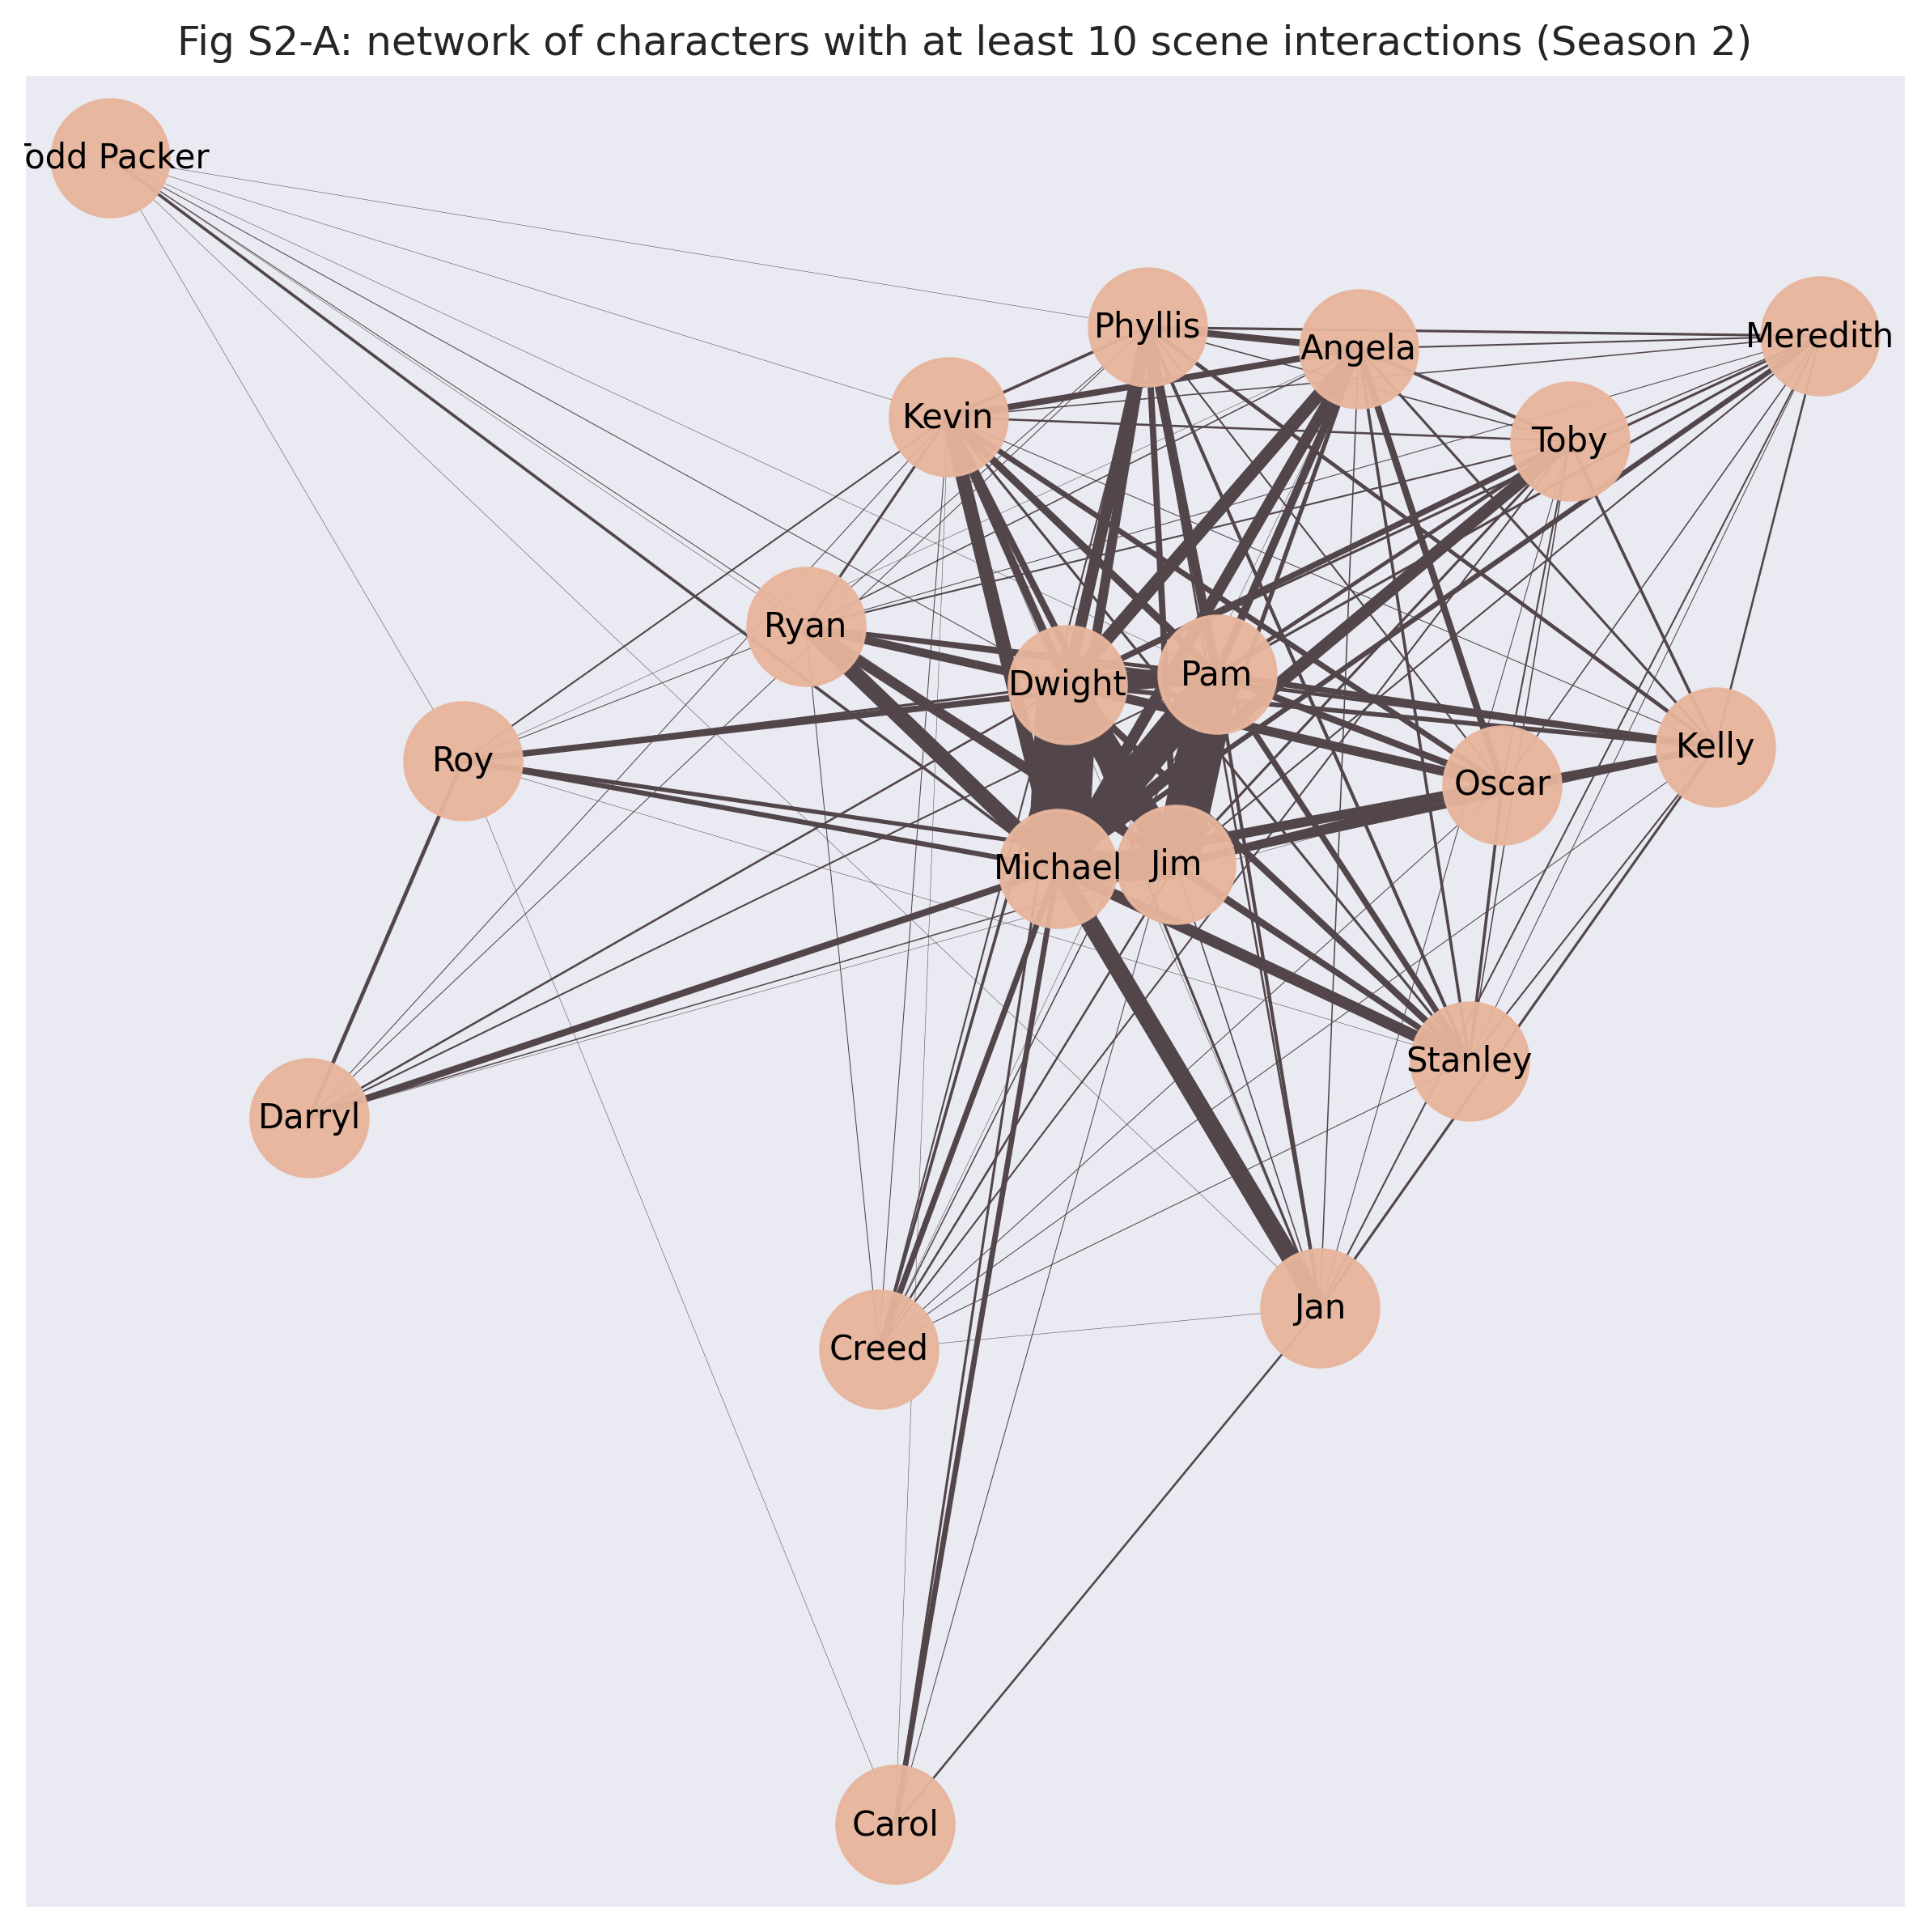 Fig S2-A: network of characters with at least 10 scene interactions (Season 2)
Todd Packer
Phyllis
Angela
Meredith
Kevin
Toby
Ryan
Dwight
Pam
Roy
Kelly
Oscar
Michael
Jim
Stanley
Darryl
Jan
Creed
Carol